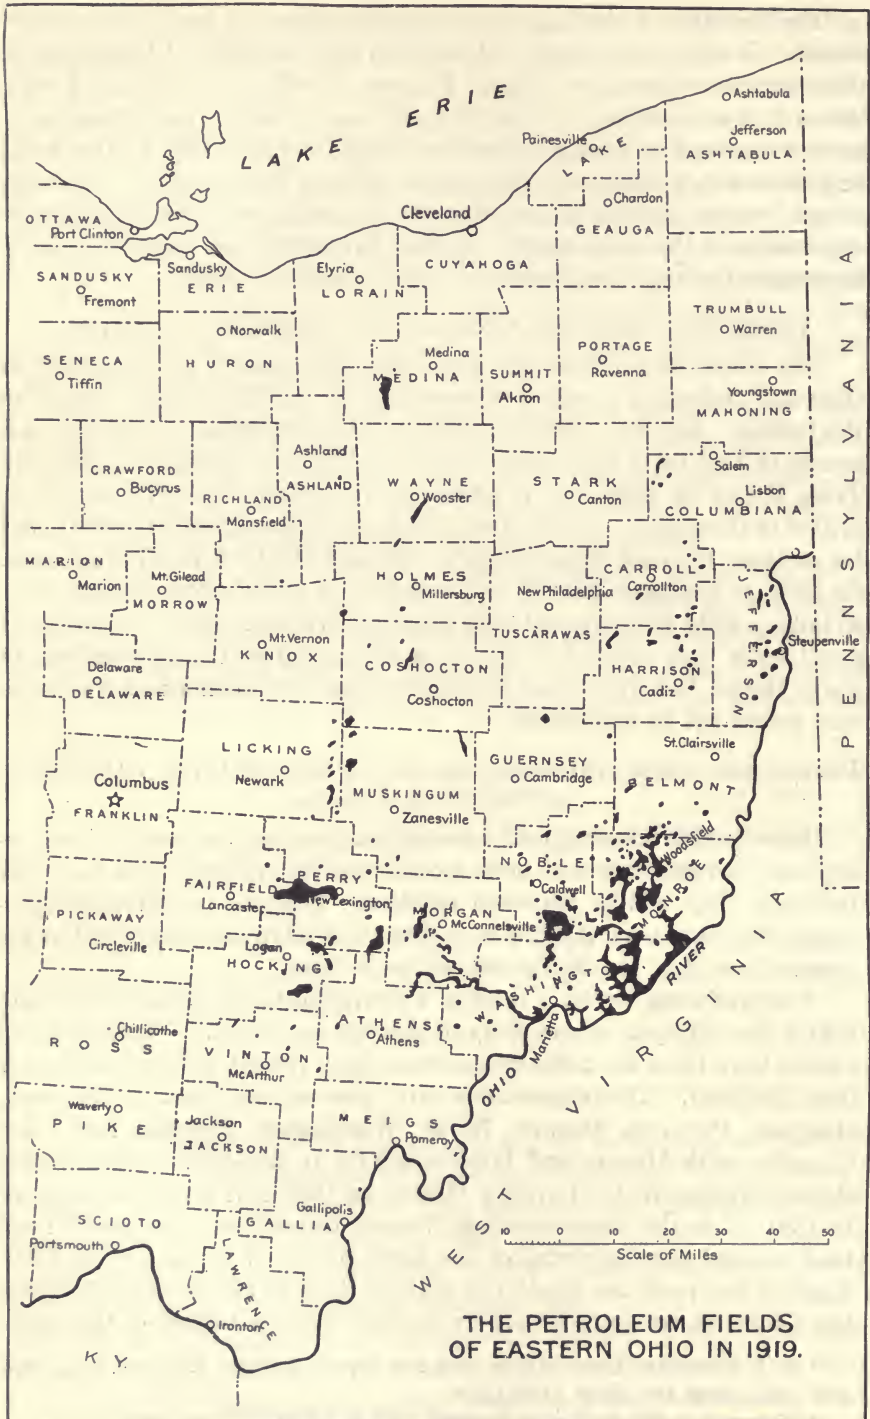 LAKE ERIE
Ashtabula
Jefferson
ASHTABULA
Painesville
LAKE
Chardon
GEAUGA
Cleveland
CUYAHOGA
OTTAWA
Port Clinton
Sandusky
ERIE
SANDUSKY
Fremont
Elyria
LORAIN
TRUMBULL
Warren
Norwalk
HURON
SENECA
Tiffin
Medina
MEDINA
SUMMIT
Akron
PORTAGE
Ravenna
Youngstown
MAHONING
PENNSYLVANIA
Ashland
ASHLAND
CRAWFORD
Bucyrus
RICHLAND
Mansfield
WAYNE
Wooster
STARK
Canton
Salem
Lisbon
COLUMBIANA
MARION
Marion
Mt. Gilead
MORROW
HOLMES
Millersburg
New Philadelphia
TUSCARAWAS
CARROLL
Carrollton
JEFFERSON
Steubenville
Mt. Vernon
KNOX
Delaware
DELAWARE
COSHOCTON
Coshocton
HARRISON
Cadiz
LICKING
Newark
Columbus
FRANKLIN
MUSKINGUM
Zanesville
GUERNSEY
Cambridge
St. Clairsville
BELMONT
NOBLE
Caldwell
Woodsfield
MONROE
FAIRFIELD
Lancaster
PERRY
New Lexington
MORGAN
McConnelsville
PICKAWAY
Circleville
Logan
HOCKING
WASHINGTON
Marietta
ATHENS
Athens
Chillicothe
ROSS
VINTON
McArthur
OHIO RIVER
WEST VIRGINIA
Waverly
PIKE
Jackson
JACKSON
MEIGS
Pomeroy
SCIOTO
Portsmouth
Gallipolis
GALLIA
LAWRENCE
Ironton
KY.
10 0 10 20 30 40 50
Scale of Miles
THE PETROLEUM FIELDS
OF EASTERN OHIO IN 1919.